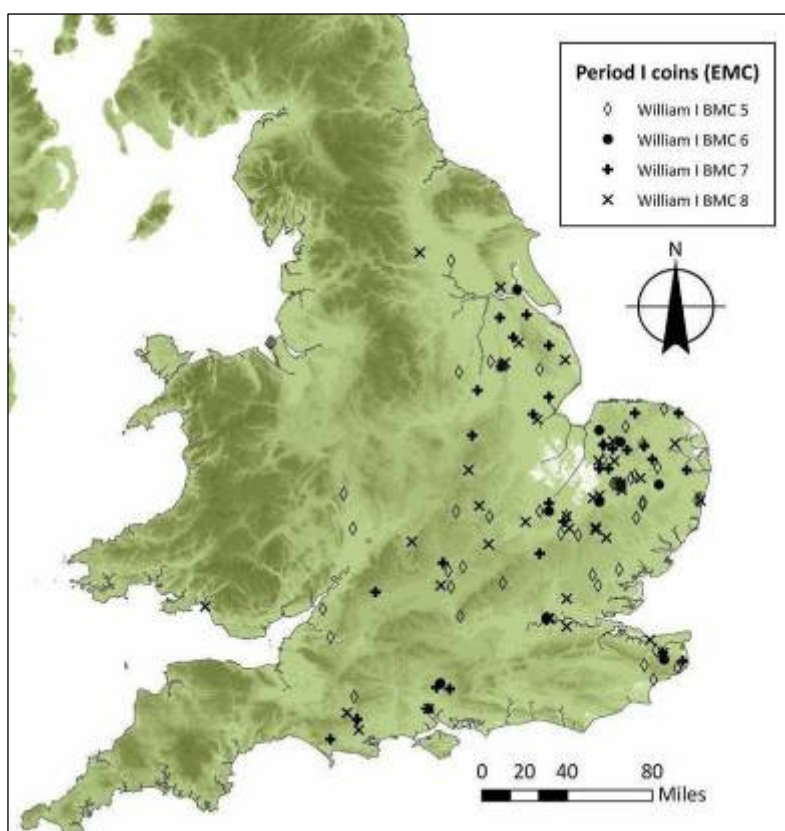 Period I coins (EMC)
William I BMC 5
William I BMC 6
William I BMC 7
William I BMC 8
N
0 20 40 80
Miles